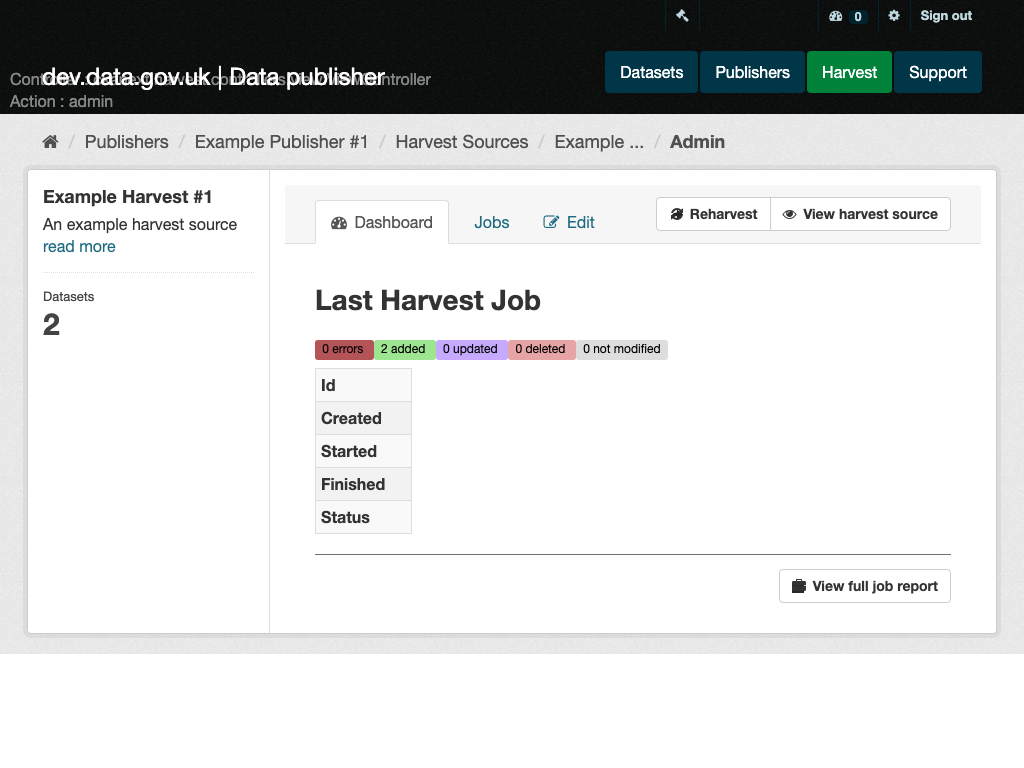 0 Sign out
dev.data.gov.uk | Data publisher
Datasets Publishers Harvest Support
Action : admin
Publishers / Example Publisher #1 / Harvest Sources / Example ... / Admin
Example Harvest #1
An example harvest source
read more
Datasets
2
Dashboard Jobs Edit Reharvest View harvest source
Last Harvest Job
0 errors 2 added 0 updated 0 deleted 0 not modified
Id
Created
Started
Finished
Status
View full job report